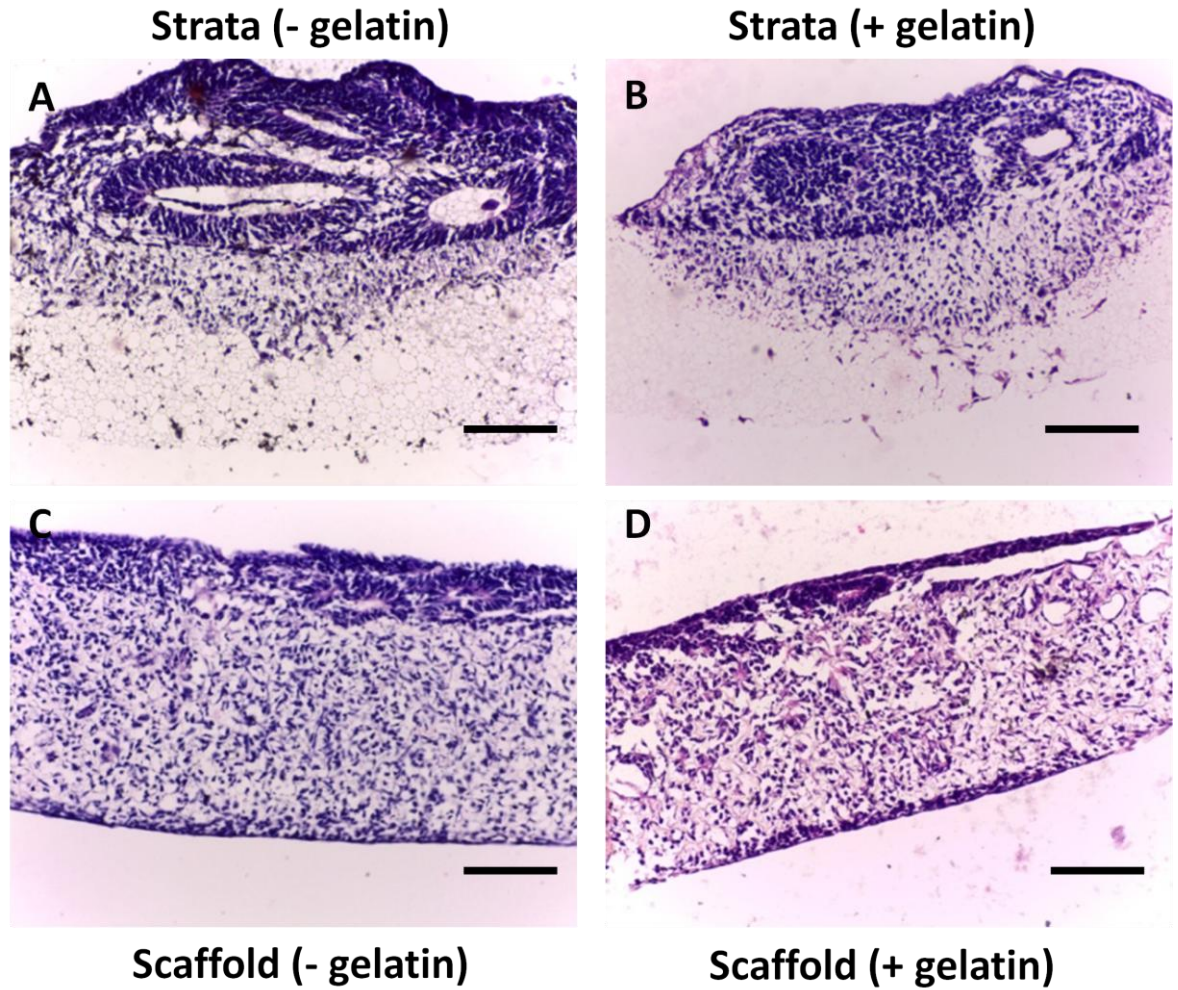 Strata (- gelatin)
Strata (+ gelatin)
A
B
C
D
Scaffold (- gelatin)
Scaffold (+ gelatin)